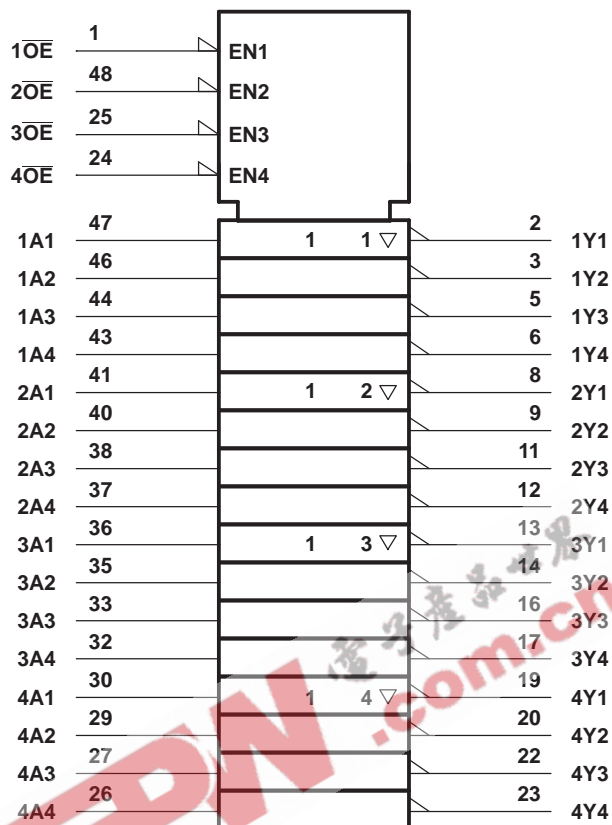 1OE 1 EN1
2OE 48 EN2
3OE 25 EN3
4OE 24 EN4
1A1 47 1 1 ▽ 2 1Y1
1A2 46 3 1Y2
1A3 44 5 1Y3
1A4 43 6 1Y4
2A1 41 1 2 ▽ 8 2Y1
2A2 40 9 2Y2
2A3 38 11 2Y3
2A4 37 12 2Y4
3A1 36 1 3 ▽ 13 3Y1
3A2 35 14 3Y2
3A3 33 16 3Y3
3A4 32 17 3Y4
4A1 30 1 4 ▽ 19 4Y1
4A2 29 20 4Y2
4A3 27 22 4Y3
4A4 26 23 4Y4
電子產品世界
.com.cn